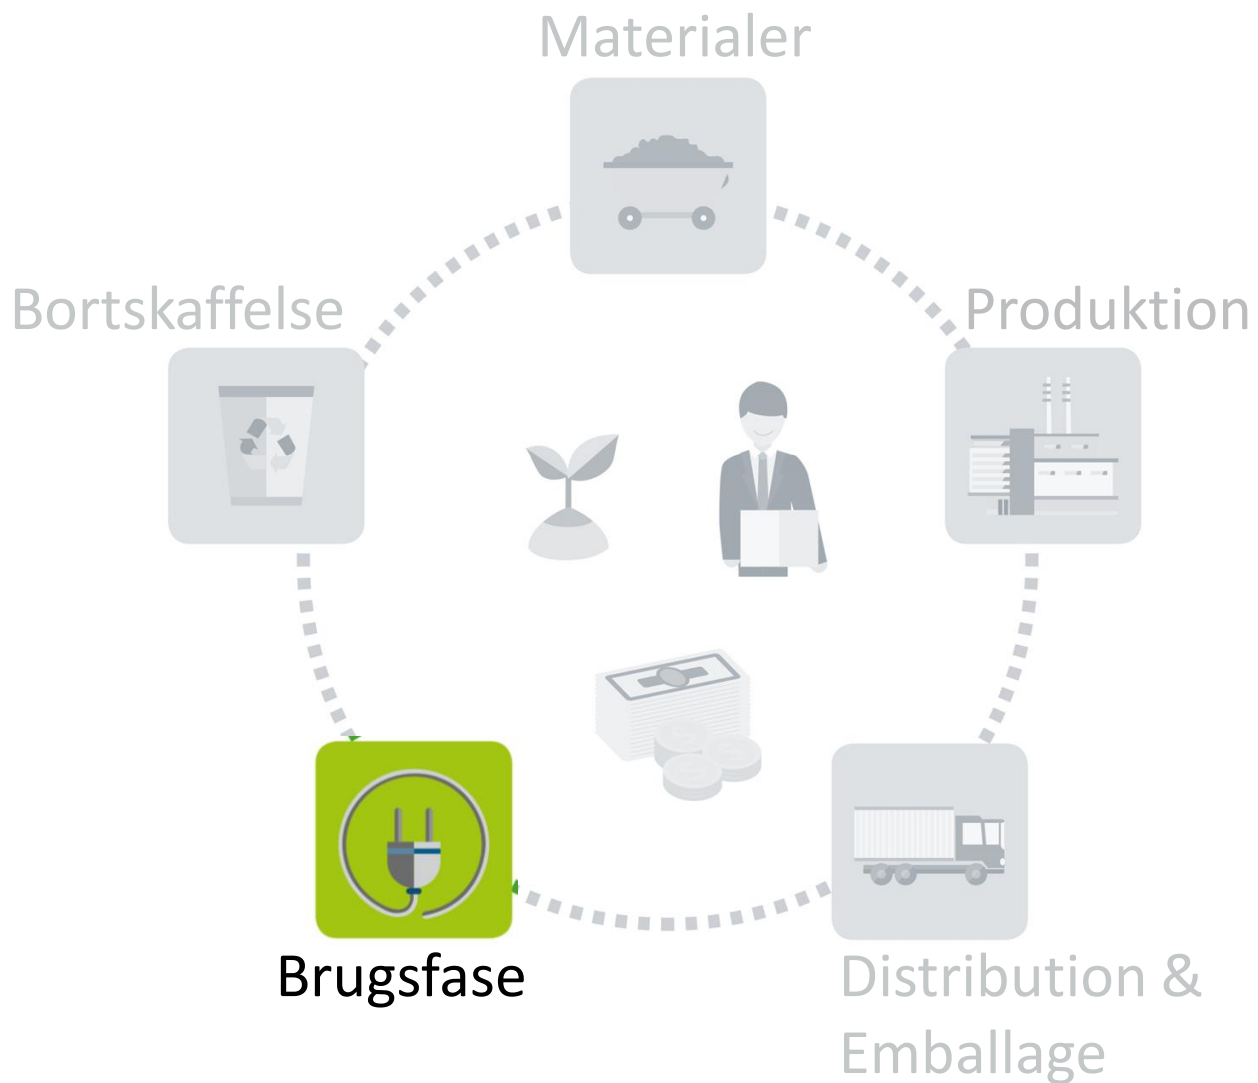 Materialer
Bortskaffelse
Produktion
Brugsfase
Distribution &
Emballage